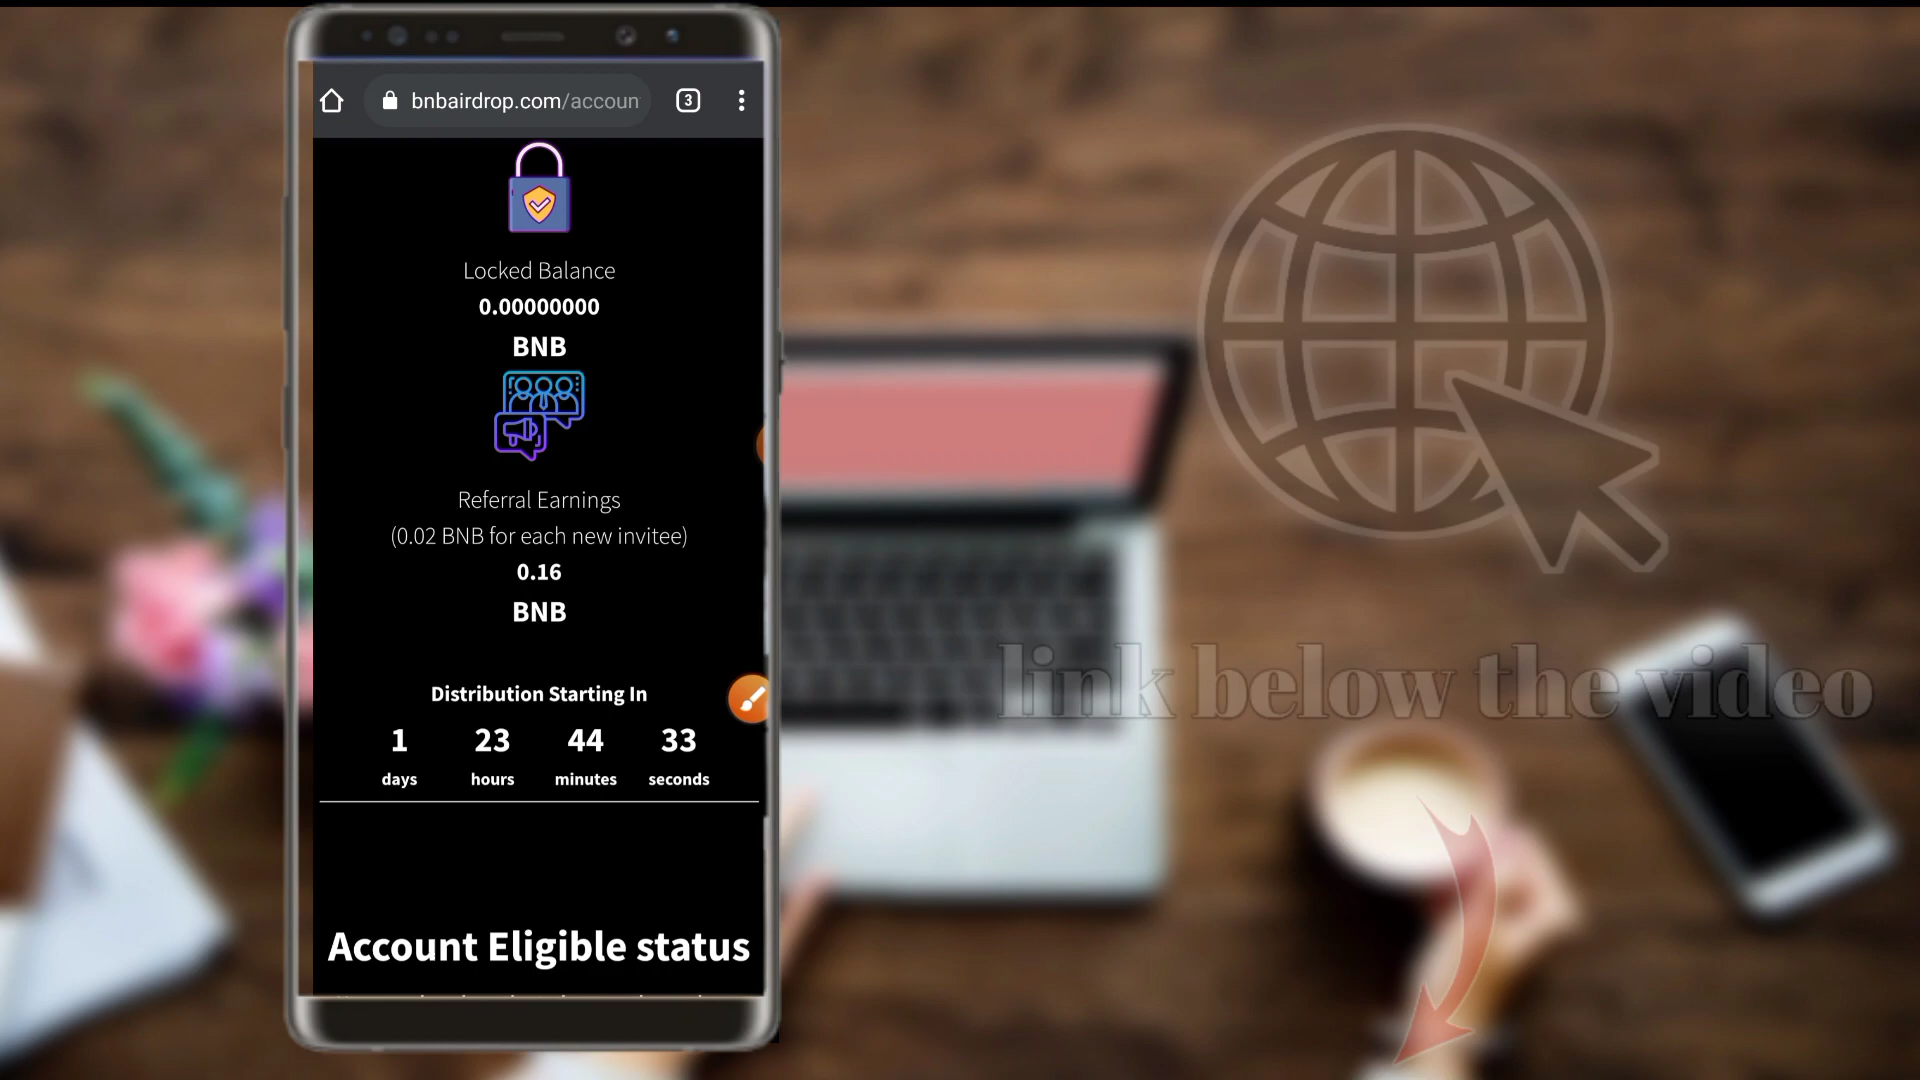 bnbairdrop.com/accoun
3
Locked Balance
0.00000000
BNB
Referral Earnings
(0.02 BNB for each new invitee)
0.16
BNB
Distribution Starting In
1 23 44 33
days hours minutes seconds
Account Eligible status
link below the video